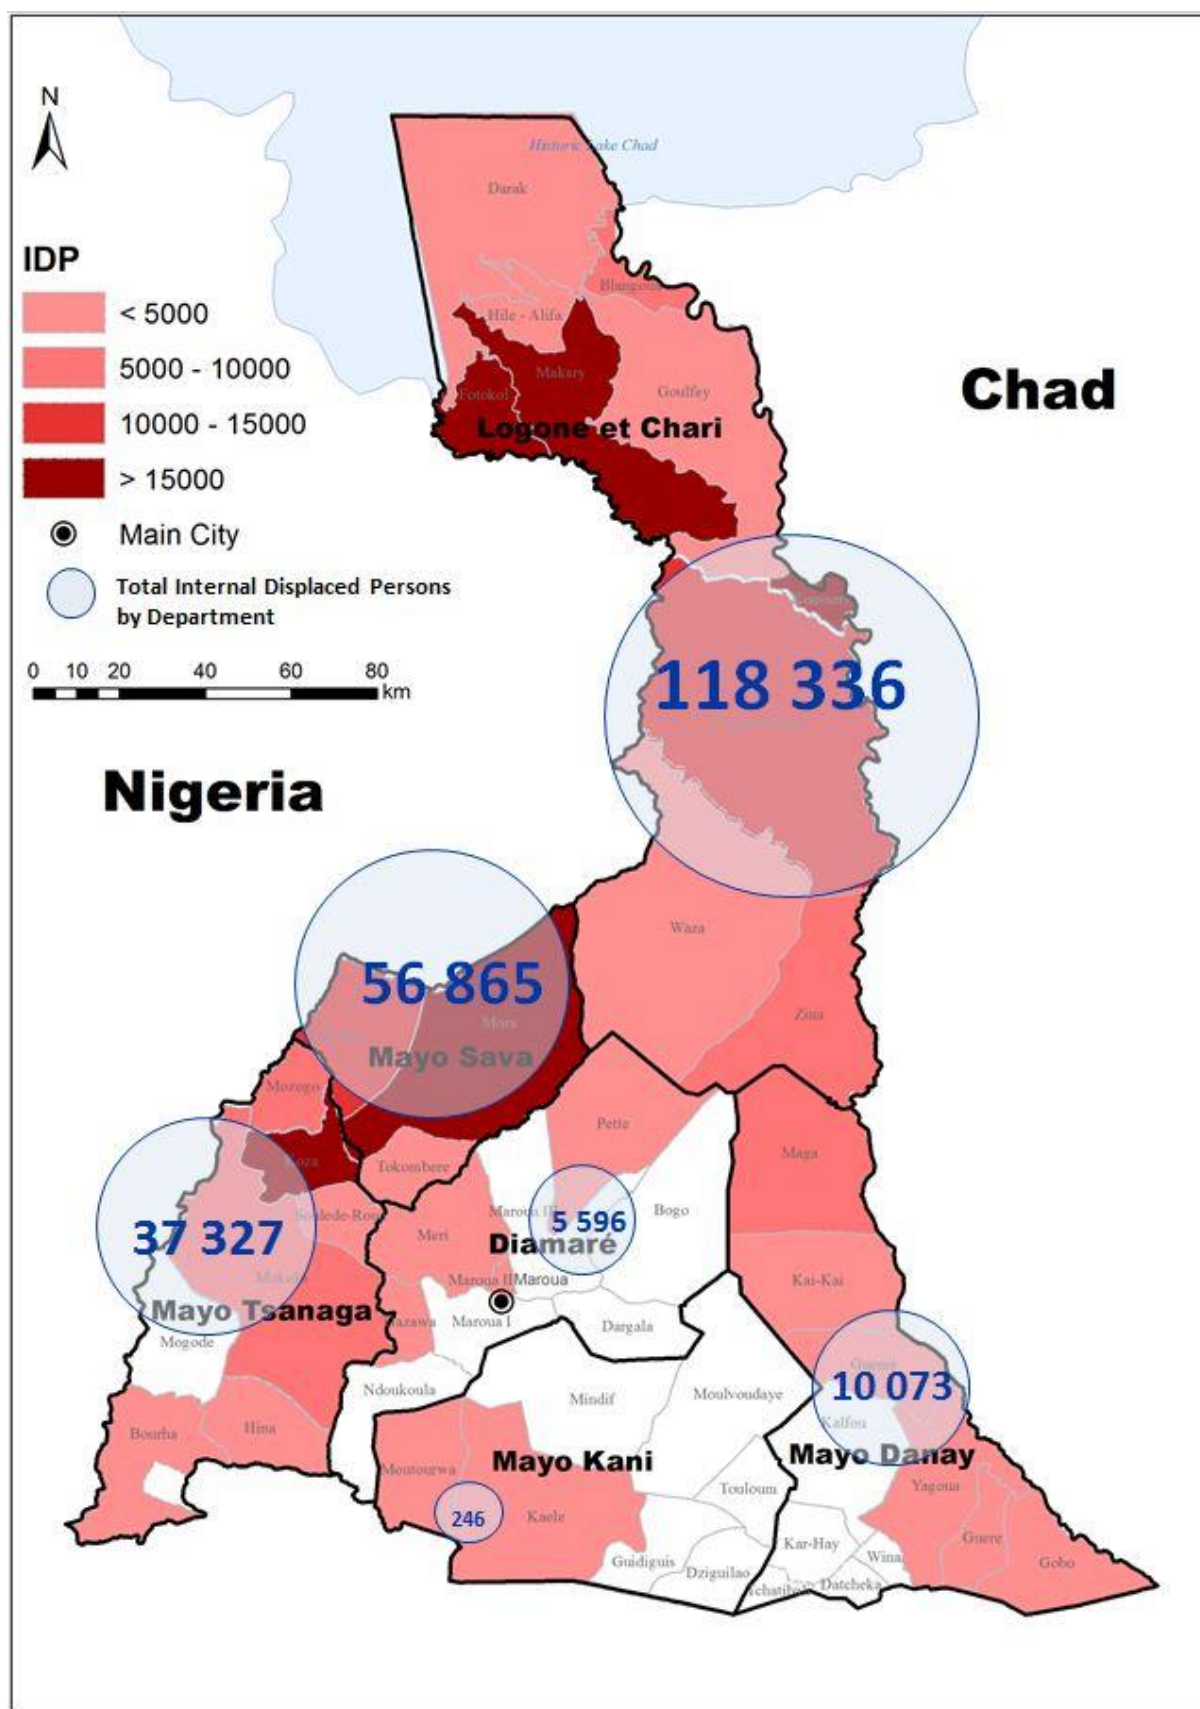 N
Historic Lake Chad
Darak
IDP
< 5000
5000 - 10000
10000 - 15000
> 15000
Main City
Total Internal Displaced Persons
by Department
0 10 20 40 60 80
km
Blangoua
Hile - Alifa
Makary
Fotokol
Goulfey
Logone et Chari
Chad
118 336
Nigeria
Waza
Zina
56 865
Mora
Mayo Sava
Mozogo
Koza
Tokombere
Pette
Maga
37 327
Meri
Maroua III
5 596
Bogo
Diamaré
Maroua II
Maroua
Kai-Kai
Mayo Tsanaga
Mogode
Maroua I
Dargala
Ndoukoula
Mindif
Moulvoudaye
10 073
Kalfou
Bourha
Hina
Moutourwa
Mayo Kani
Mayo Danay
Touloum
Yagoua
246
Kaele
Kar-Hay
Wina
Guere
Gobo
Guidiguis
Dziguilao
Datcheka